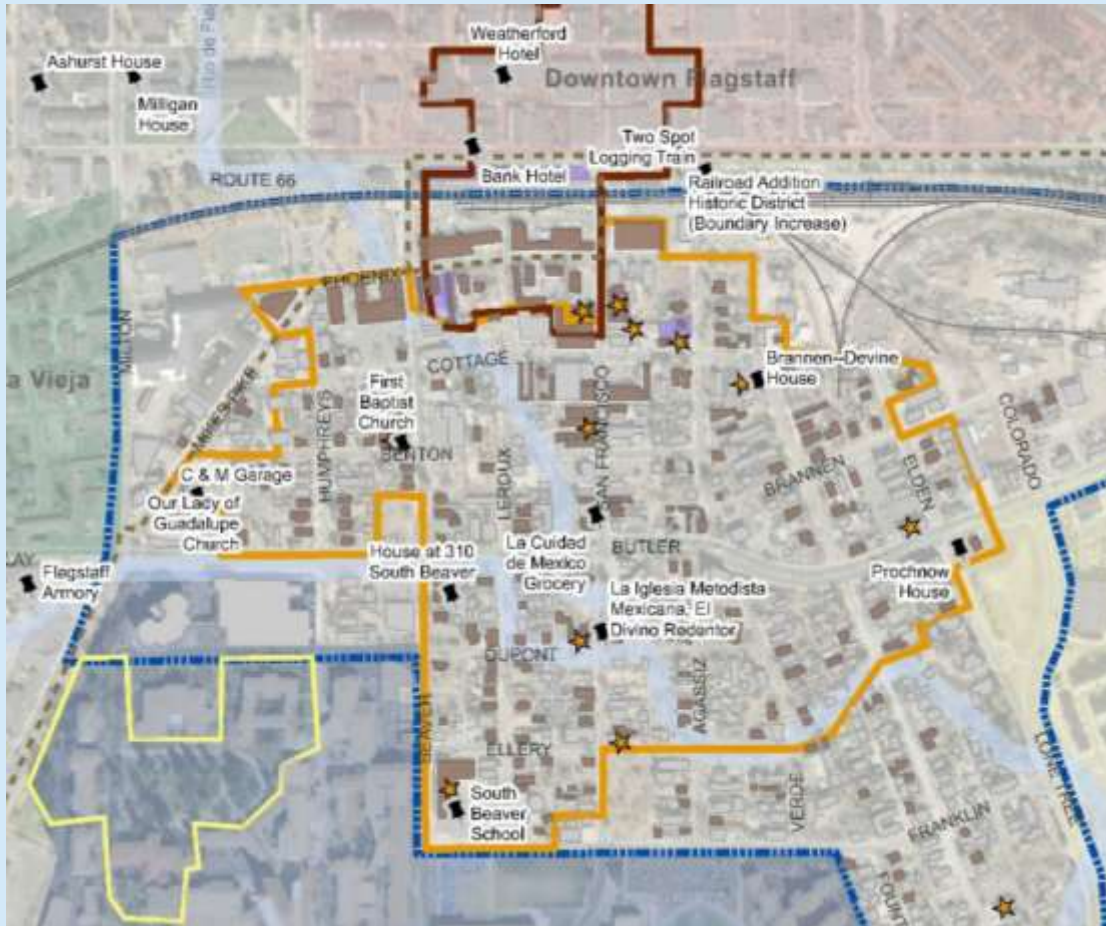 Weatherford
Hotel
Ashurst House
Downtown Flagstaff
Milligan
House
Two Spot
Logging Train
Bank Hotel
ROUTE 66
Railroad Addition
Historic District
(Boundary Increase)
PHOENIX
MILTON
COTTAGE
Brannen-Devine
House
a Vieja
First
Baptist
Church
HUMPHREYS
BENTON
LEROUX
SAN FRANCISCO
COLORADO
BRANNEN
ELDEN
C & M Garage
Our Lady of
Guadalupe
Church
La Cuidad
de Mexico
Grocery
BUTLER
House at 310
South Beaver
Flagstaff
Armory
Prochnow
House
La Iglesia Metodista
Mexicana, El
Divino Redentor
DUPONT
AGASSIZ
BEAVER
ELLERY
LONE TREE
South
Beaver
School
VERDE
FRANKLIN
FOUNT